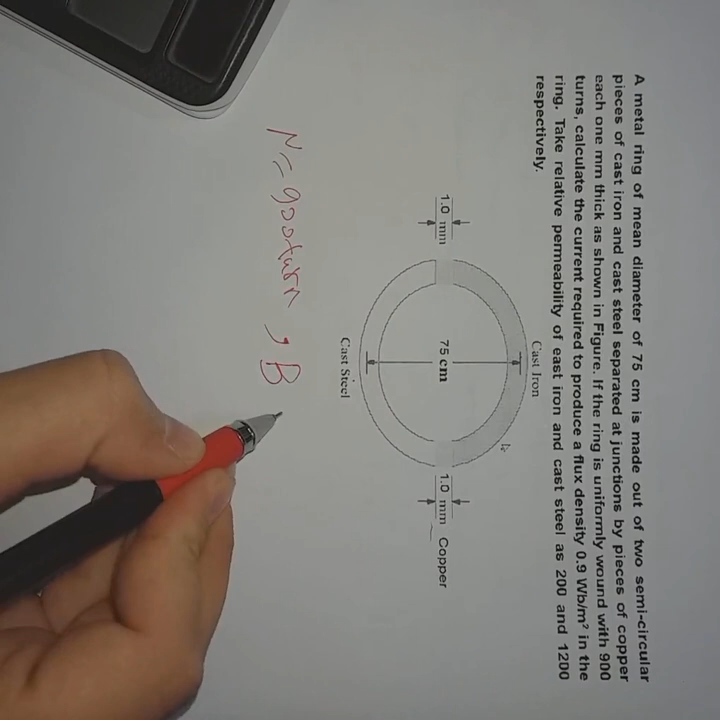 A metal ring of mean diameter of 75 cm is made out of two semi-circular
pieces of cast iron and cast steel separated at junctions by pieces of copper
each one mm thick as shown in Figure. If the ring is uniformly wound with 900
turns, calculate the current required to produce a flux density 0.9 Wb/m² in the
ring. Take relative permeability of east iron and cast steel as 200 and 1200
respectively.
Cast Iron
1.0 mm
75 cm
1.0 mm Copper
Cast Steel
N=900turn, B